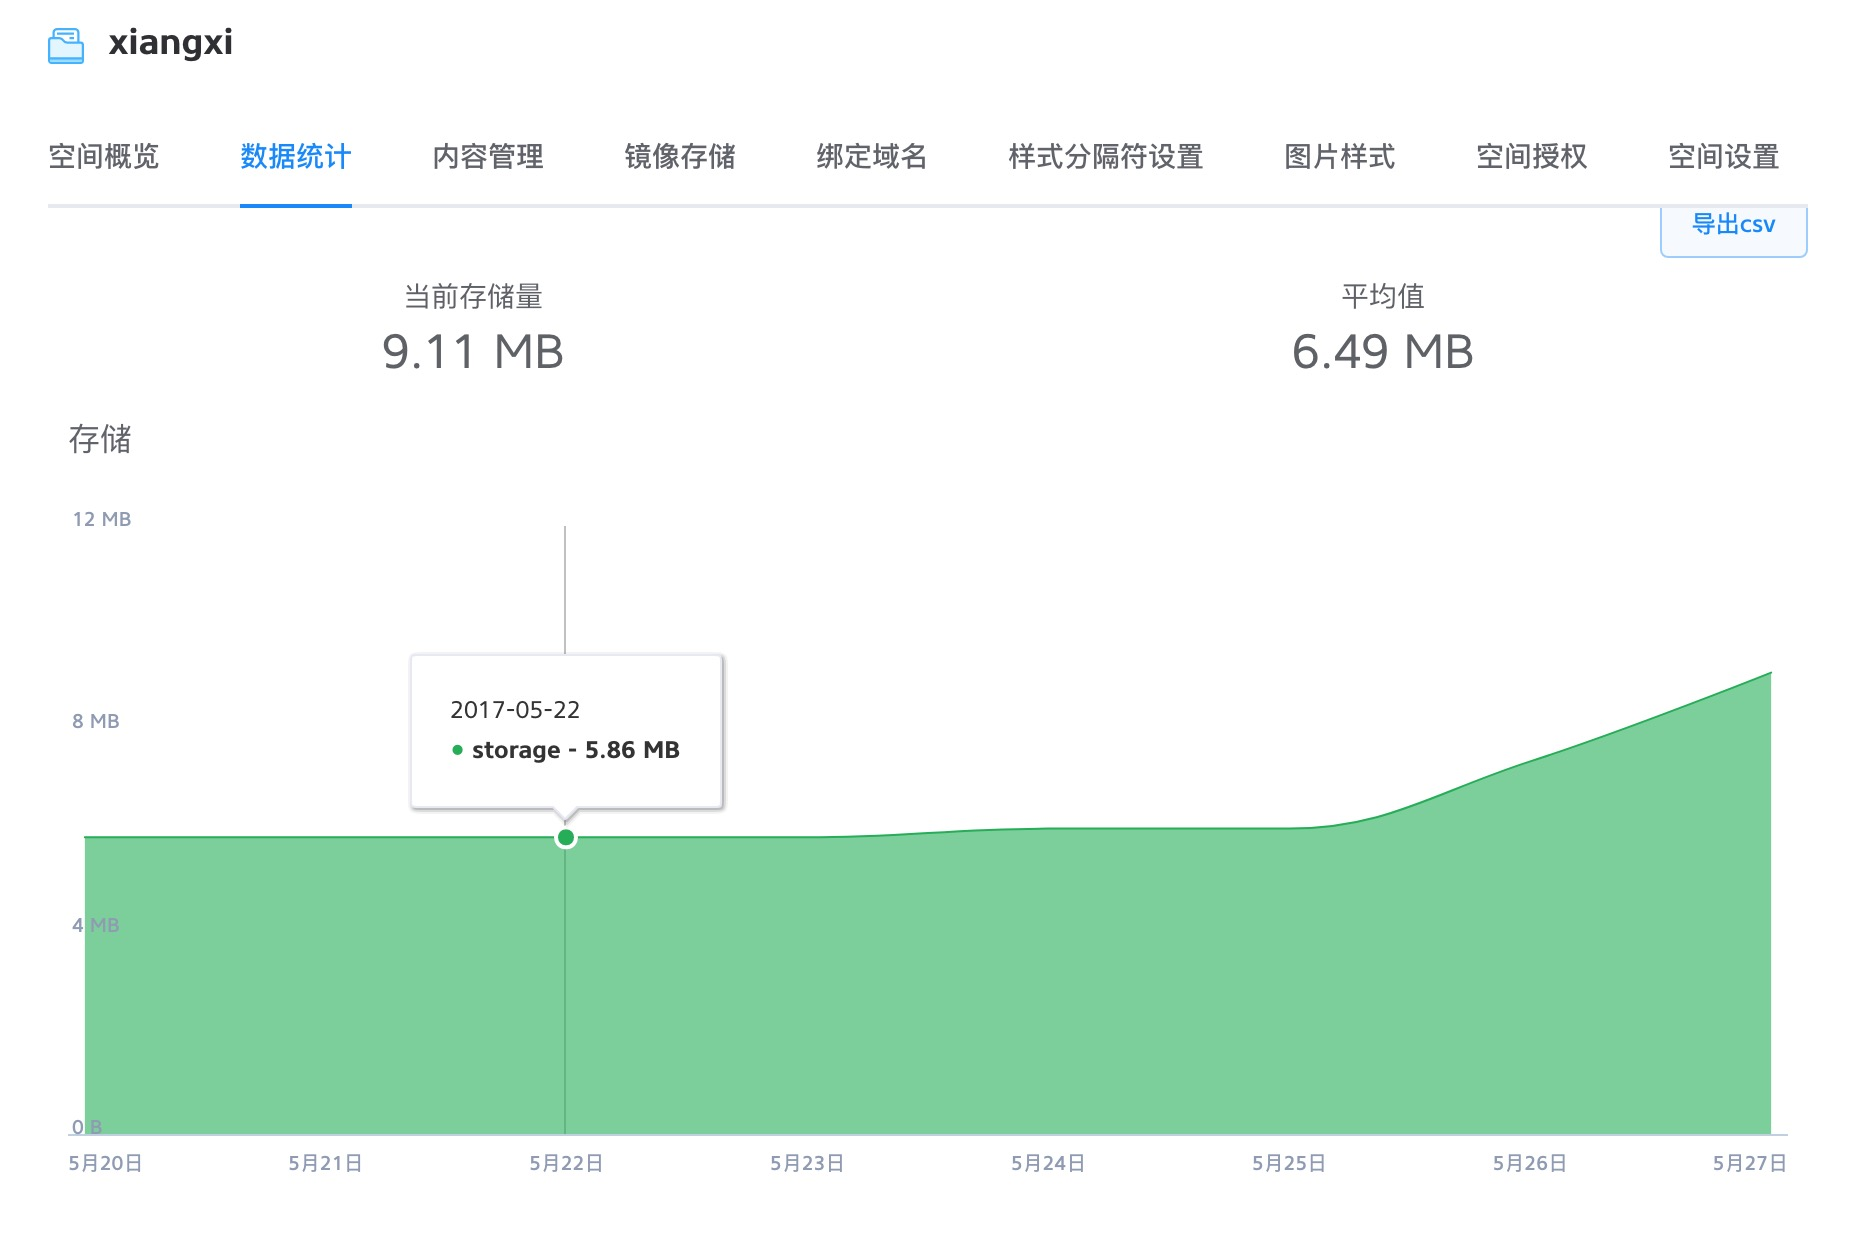 xiangxi
空间概览 数据统计 内容管理 镜像存储 绑定域名 样式分隔符设置 图片样式 空间授权 空间设置
导出csv
当前存储量 平均值
9.11 MB 6.49 MB
存储
12 MB
2017-05-22
8 MB
storage - 5.86 MB
4 MB
0 B
5月20日 5月21日 5月22日 5月23日 5月24日 5月25日 5月26日 5月27日